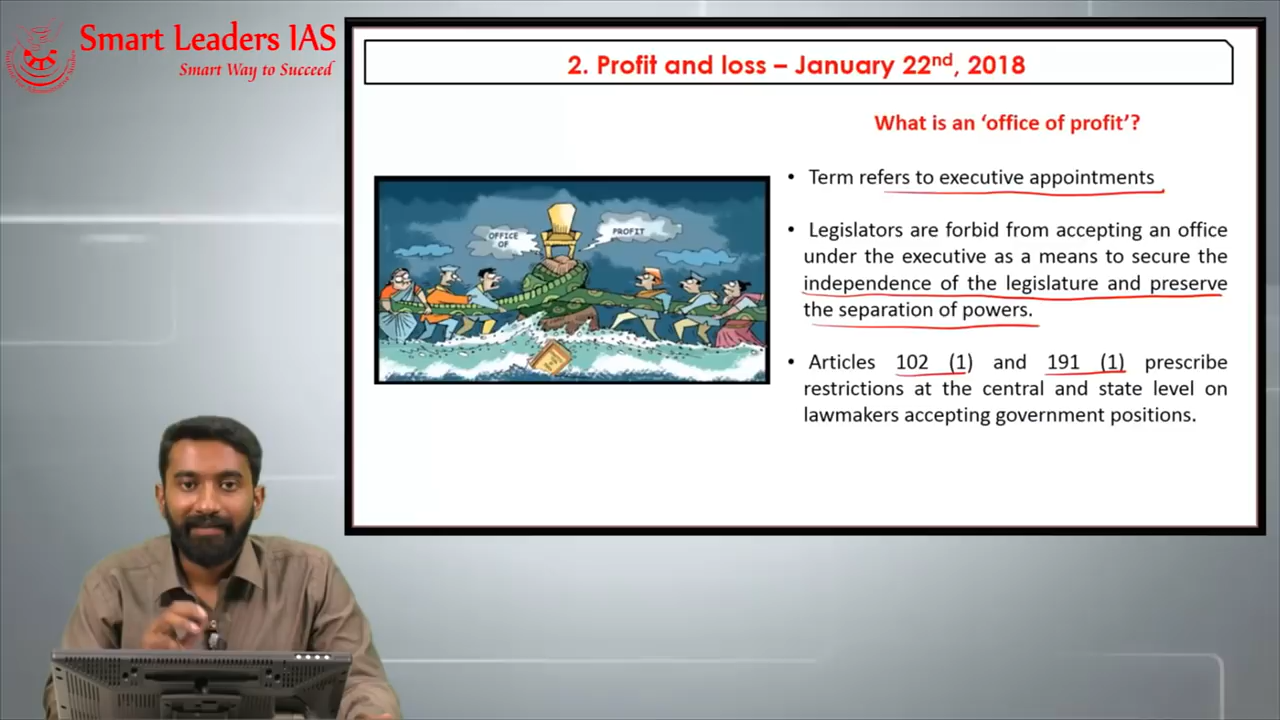 Smart Leaders IAS
Smart Way to Succeed
2. Profit and loss – January 22nd, 2018
What is an ‘office of profit’?
• Term refers to executive appointments
• Legislators are forbid from accepting an office
under the executive as a means to secure the
independence of the legislature and preserve
the separation of powers.
• Articles 102 (1) and 191 (1) prescribe
restrictions at the central and state level on
lawmakers accepting government positions.
OFFICE
OF
PROFIT